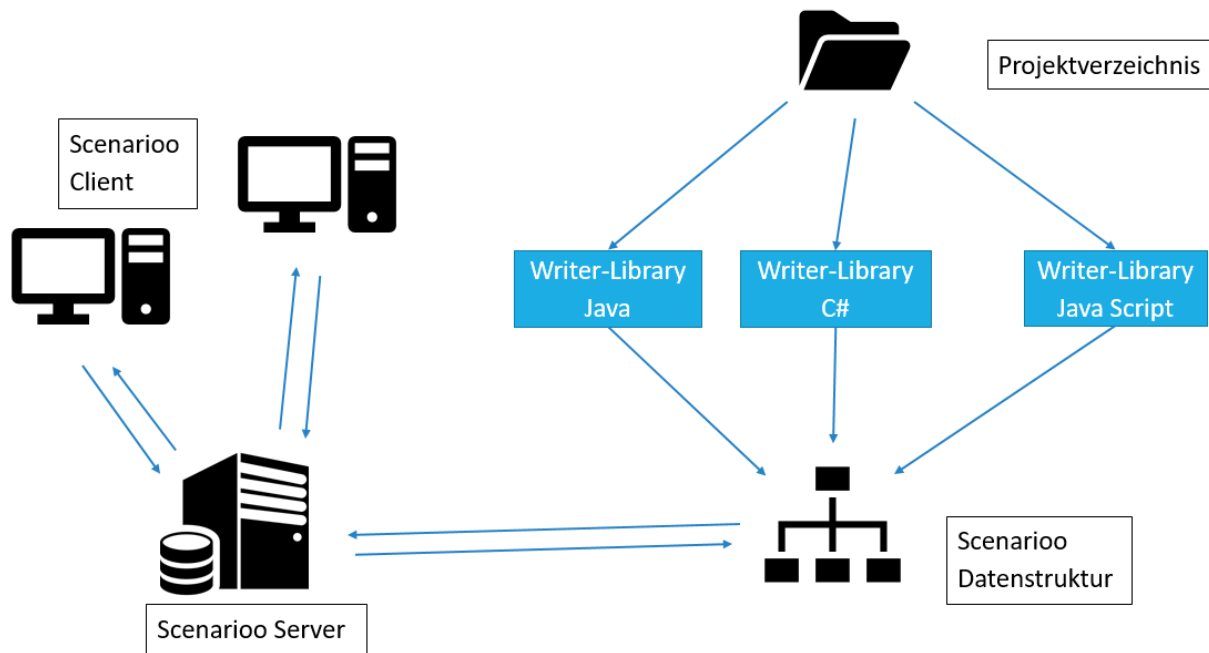 Projektverzeichnis
Scenarioo
Client
Writer-Library
Java
Writer-Library
C#
Writer-Library
Java Script
Scenarioo
Datenstruktur
Scenarioo Server